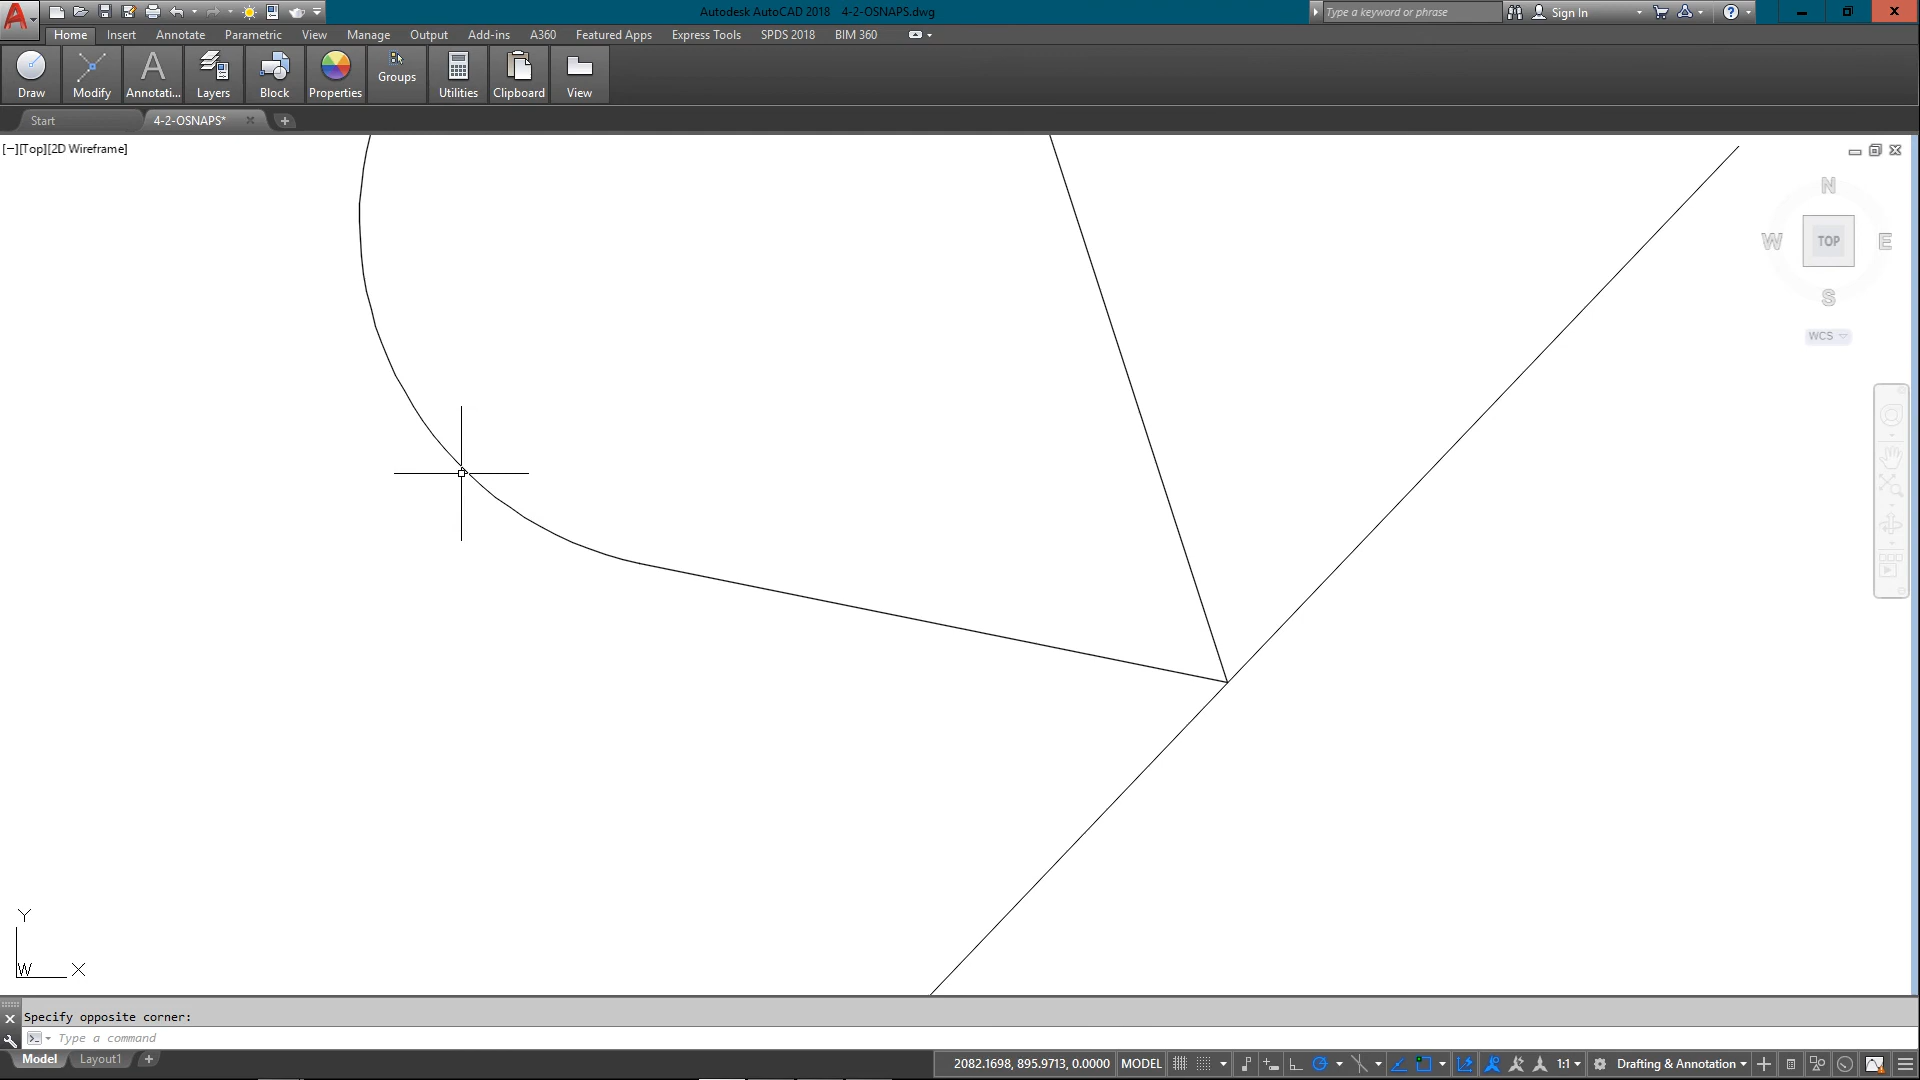 Autodesk AutoCAD 2018 4-2-OSNAPS.dwg
Type a keyword or phrase
Sign In
Home Insert Annotate Parametric View Manage Output Add-ins A360 Featured Apps Express Tools SPDS 2018 BIM 360
Draw Modify Annotati... Layers Block Properties Groups Utilities Clipboard View
Start 4-2-OSNAPS*
[−][Top][2D Wireframe]
N
W TOP E
S
WCS
Y
W X
Specify opposite corner:
Type a command
Model Layout1
2082.1698, 895.9713, 0.0000 MODEL 1:1 Drafting & Annotation